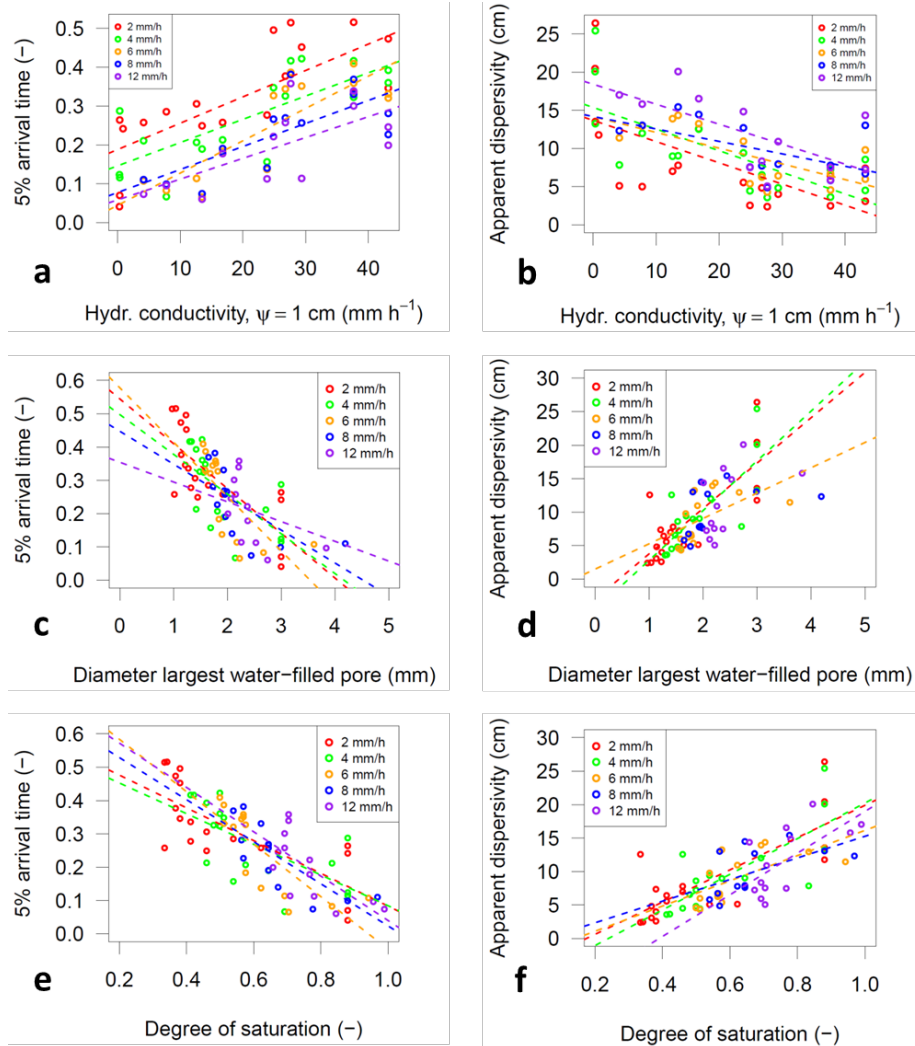 5% arrival time (−)
0.5
0.4
0.3
0.2
0.1
0.0
2 mm/h
4 mm/h
6 mm/h
8 mm/h
12 mm/h
0 10 20 30 40
a
Hydr. conductivity, ψ = 1 cm (mm h⁻¹)
Apparent dispersivity (cm)
25
20
15
10
5
0
2 mm/h
4 mm/h
6 mm/h
8 mm/h
12 mm/h
0 10 20 30 40
b
Hydr. conductivity, ψ = 1 cm (mm h⁻¹)
5% arrival time (−)
0.6
0.5
0.4
0.3
0.2
0.1
0.0
2 mm/h
4 mm/h
6 mm/h
8 mm/h
12 mm/h
0 1 2 3 4 5
c
Diameter largest water−filled pore (mm)
Apparent dispersivity (cm)
30
25
20
15
10
5
0
2 mm/h
4 mm/h
6 mm/h
8 mm/h
12 mm/h
0 1 2 3 4 5
d
Diameter largest water−filled pore (mm)
5% arrival time (−)
0.6
0.5
0.4
0.3
0.2
0.1
0.0
2 mm/h
4 mm/h
6 mm/h
8 mm/h
12 mm/h
0.2 0.4 0.6 0.8 1.0
e
Degree of saturation (−)
Apparent dispersivity (cm)
30
25
20
15
10
5
0
2 mm/h
4 mm/h
6 mm/h
8 mm/h
12 mm/h
0.2 0.4 0.6 0.8 1.0
f
Degree of saturation (−)